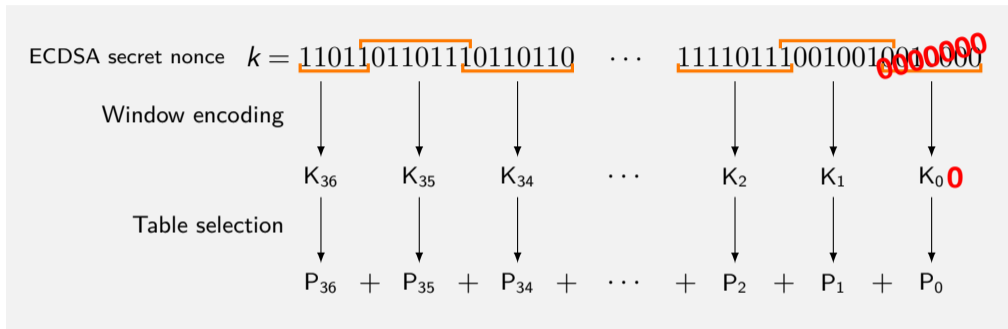 ECDSA secret nonce k = 11011011011110110110 ... 1111011100100100 0000000
Window encoding
K36 K35 K34 ... K2 K1 K0 0
Table selection
P36 + P35 + P34 + ... + P2 + P1 + P0